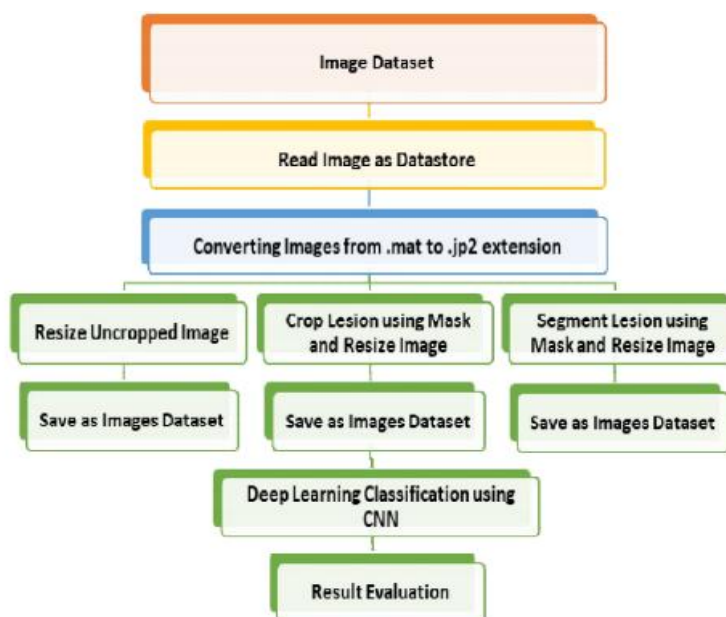 Image Dataset
Read Image as Datastore
Converting Images from .mat to .jp2 extension
Resize Uncropped Image
Crop Lesion using Mask
and Resize Image
Segment Lesion using
Mask and Resize Image
Save as Images Dataset
Save as Images Dataset
Save as Images Dataset
Deep Learning Classification using
CNN
Result Evaluation